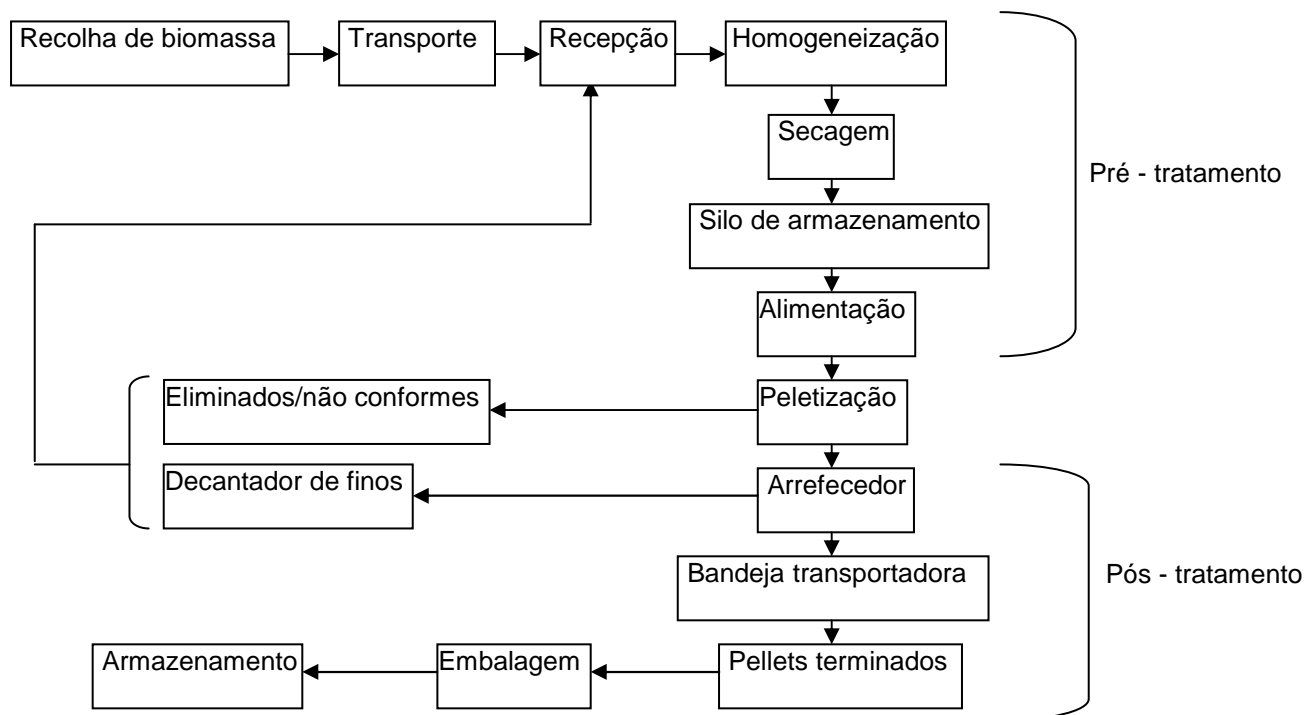 Recolha de biomassa
Transporte
Recepção
Homogeneização
Secagem
Pré - tratamento
Silo de armazenamento
Alimentação
Eliminados/não conformes
Peletização
Decantador de finos
Arrefecedor
Bandeja transportadora
Pós - tratamento
Armazenamento
Embalagem
Pellets terminados